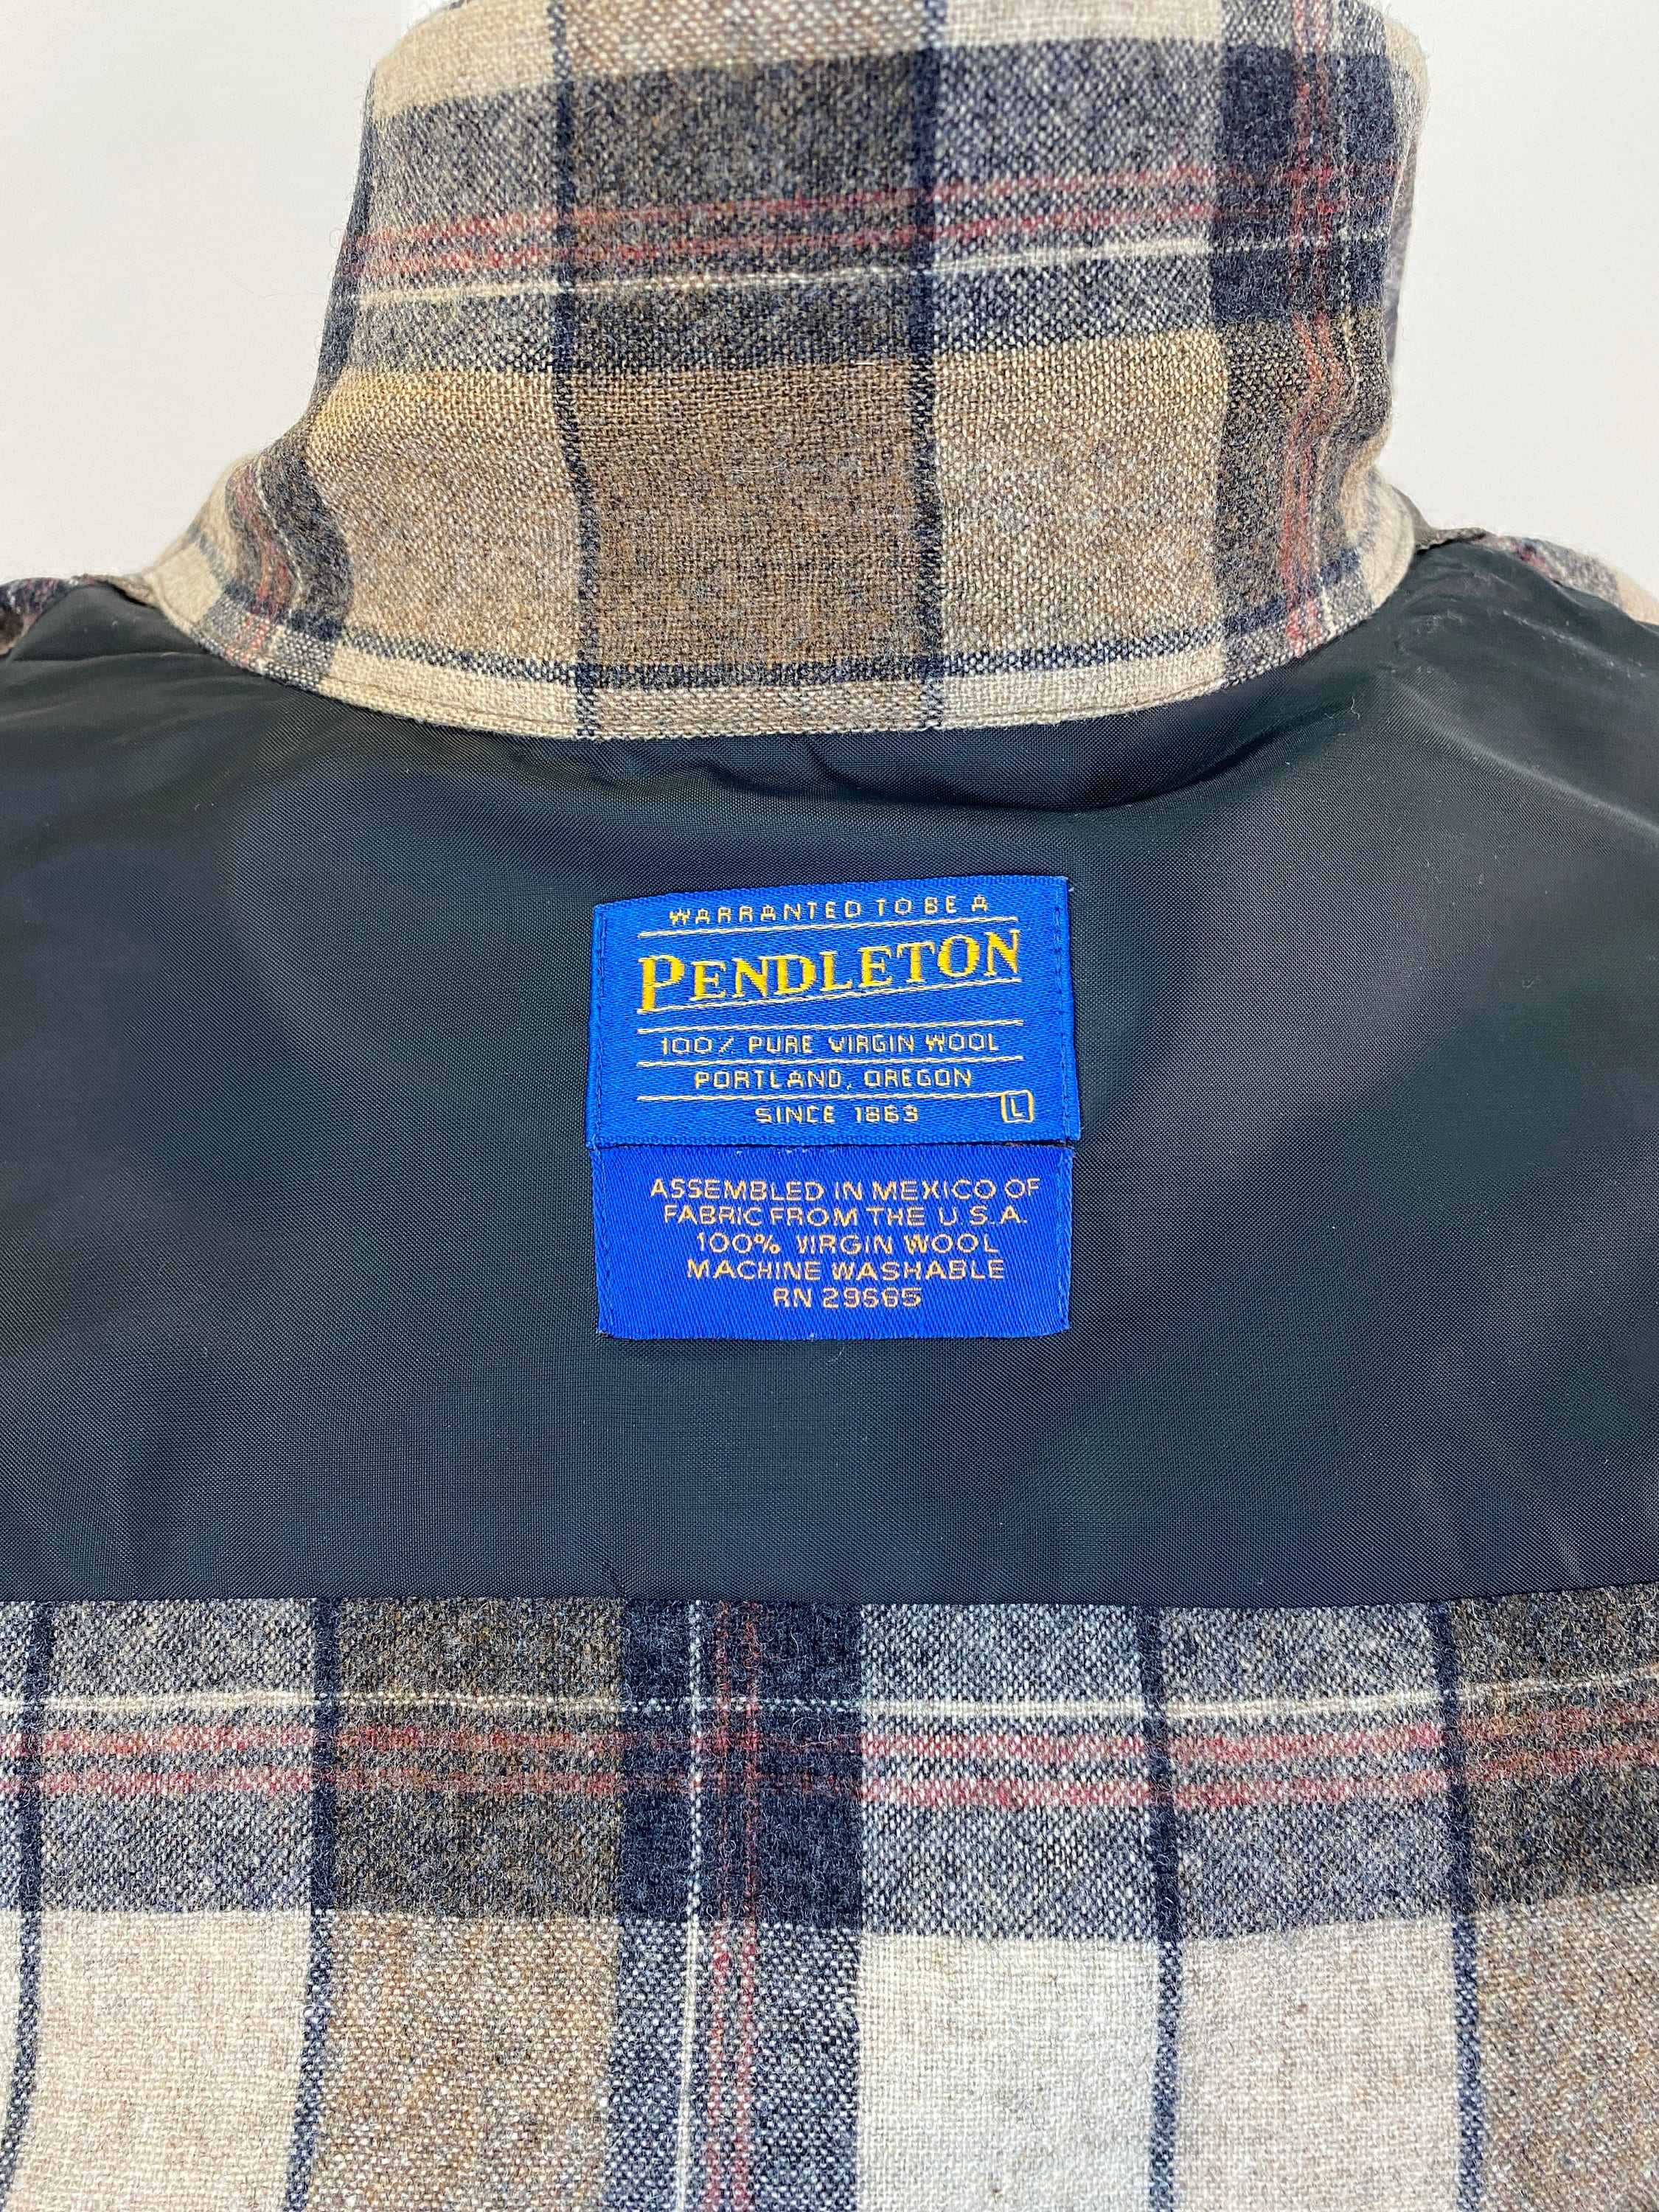 WARRANTED TO BE A
PENDLETON
100% PURE VIRGIN WOOL
PORTLAND, OREGON
SINCE 1863 L
ASSEMBLED IN MEXICO OF
FABRIC FROM THE U.S.A.
100% VIRGIN WOOL
MACHINE WASHABLE
RN 29665